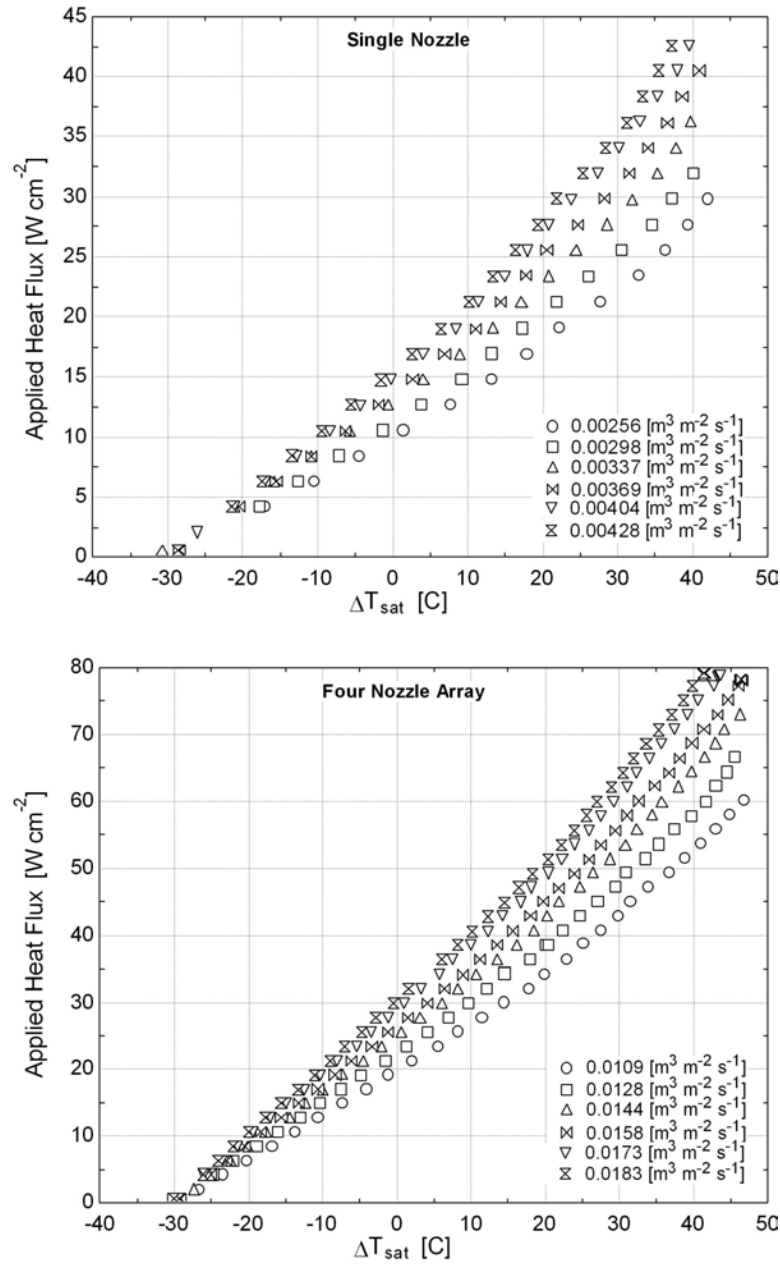 Single Nozzle
Applied Heat Flux [W cm-2]
45
40
35
30
25
20
15
10
5
0
0.00256 [m3 m-2 s-1]
0.00298 [m3 m-2 s-1]
0.00337 [m3 m-2 s-1]
0.00369 [m3 m-2 s-1]
0.00404 [m3 m-2 s-1]
0.00428 [m3 m-2 s-1]
-40 -30 -20 -10 0 10 20 30 40 50
ΔTsat [C]
Four Nozzle Array
Applied Heat Flux [W cm-2]
80
70
60
50
40
30
20
10
0
0.0109 [m3 m-2 s-1]
0.0128 [m3 m-2 s-1]
0.0144 [m3 m-2 s-1]
0.0158 [m3 m-2 s-1]
0.0173 [m3 m-2 s-1]
0.0183 [m3 m-2 s-1]
-40 -30 -20 -10 0 10 20 30 40 50
ΔTsat [C]